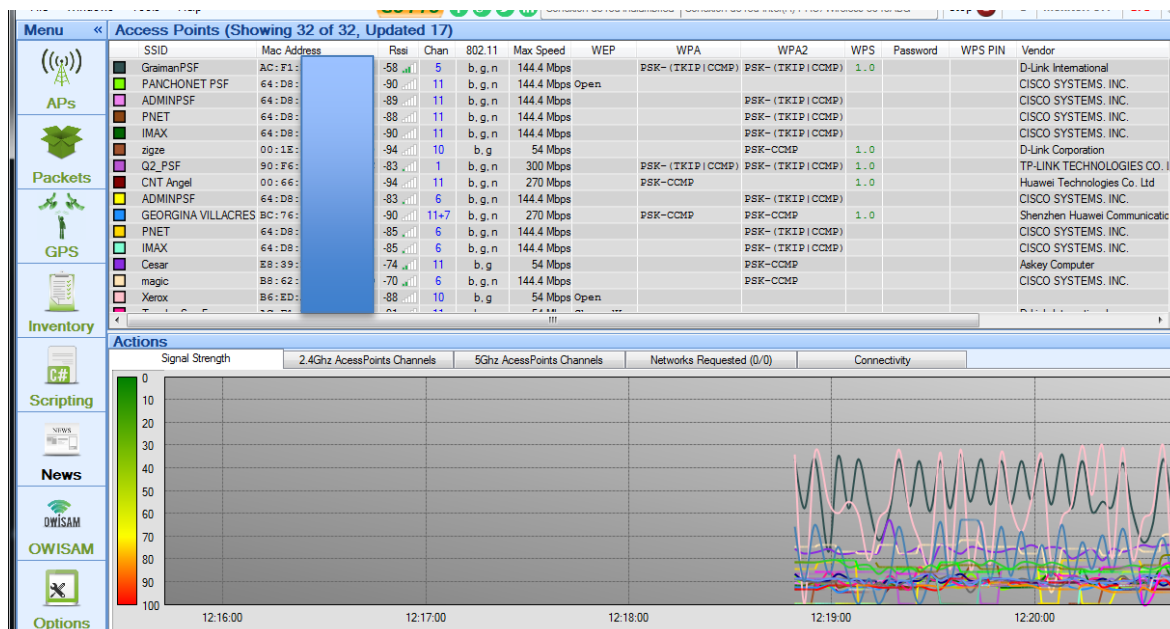 Menu «
Access Points (Showing 32 of 32, Updated 17)
SSID Mac Address Rssi Chan 802.11 Max Speed WEP WPA WPA2 WPS Password WPS PIN Vendor
GraimanPSF AC:F1: -58 5 b, g, n 144.4 Mbps PSK-(TKIP|CCMP) PSK-(TKIP|CCMP) 1.0 D-Link International
PANCHONET PSF 64:D8: -90 11 b, g, n 144.4 Mbps Open CISCO SYSTEMS. INC.
ADMINPSF 64:D8: -89 11 b, g, n 144.4 Mbps PSK-(TKIP|CCMP) CISCO SYSTEMS. INC.
PNET 64:D8: -88 11 b, g, n 144.4 Mbps PSK-(TKIP|CCMP) CISCO SYSTEMS. INC.
IMAX 64:D8: -90 11 b, g, n 144.4 Mbps PSK-(TKIP|CCMP) CISCO SYSTEMS. INC.
zigze 00:1E: -94 10 b, g 54 Mbps PSK-CCMP 1.0 D-Link Corporation
Q2_PSF 90:F6: -83 1 b, g, n 300 Mbps PSK-(TKIP|CCMP) PSK-(TKIP|CCMP) 1.0 TP-LINK TECHNOLOGIES CO. l
CNT Angel 00:66: -94 11 b, g, n 270 Mbps PSK-CCMP 1.0 Huawei Technologies Co. Ltd
ADMINPSF 64:D8: -83 6 b, g, n 144.4 Mbps PSK-(TKIP|CCMP) CISCO SYSTEMS. INC.
GEORGINA VILLACRES BC:76: -90 11+7 b, g, n 270 Mbps PSK-CCMP PSK-CCMP 1.0 Shenzhen Huawei Communicatic
PNET 64:D8: -85 6 b, g, n 144.4 Mbps PSK-(TKIP|CCMP) CISCO SYSTEMS. INC.
IMAX 64:D8: -85 6 b, g, n 144.4 Mbps PSK-(TKIP|CCMP) CISCO SYSTEMS. INC.
Cesar E8:39: -74 11 b, g 54 Mbps PSK-CCMP Askey Computer
magic B8:62: -70 6 b, g, n 144.4 Mbps PSK-CCMP CISCO SYSTEMS. INC.
Xerox B6:ED: -88 10 b, g 54 Mbps Open
APs
Packets
GPS
Inventory
C#
Scripting
NEWS
News
OWISAM
OWISAM
Options
Actions
Signal Strength 2.4Ghz AcessPoints Channels 5Ghz AcessPoints Channels Networks Requested (0/0) Connectivity
0
10
20
30
40
50
60
70
80
90
100
12:16:00 12:17:00 12:18:00 12:19:00 12:20:00